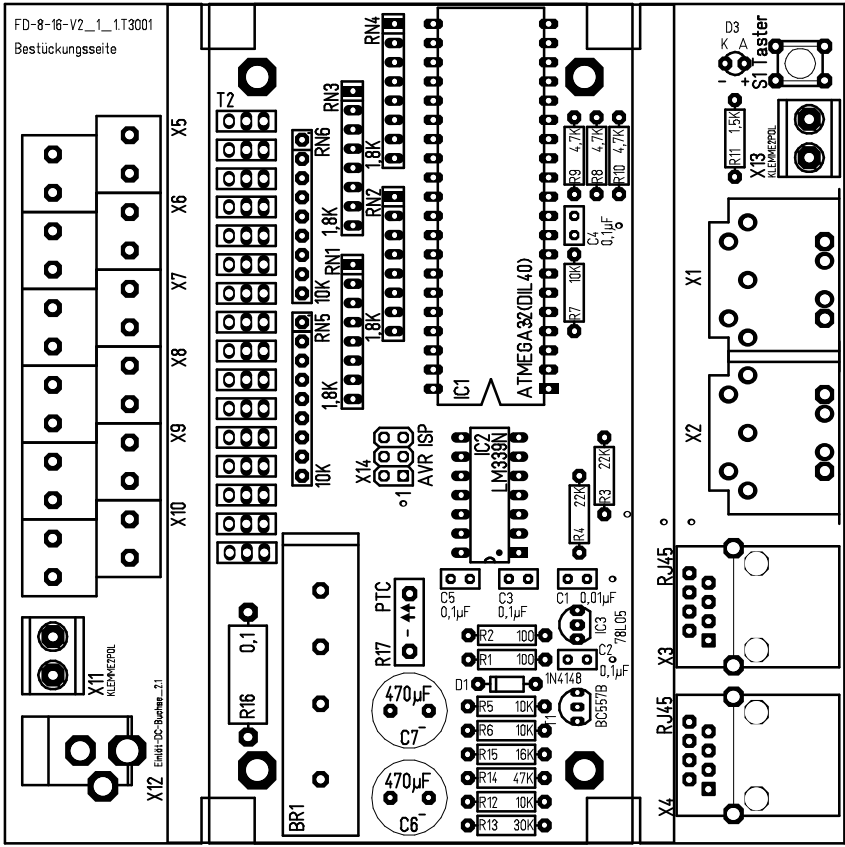 FD-8-16-V2_1_1.T3001
Bestückungsseite
T2
X5
X6
X7
X8
X9
X10
RN6
10K
RN5
10K
RN3
1,8K
RN1
1,8K
RN4
1,8K
RN2
1,8K
IC1
ATMEGA32(DIL40)
R9
4,7K
R8
4,7K
R10
4,7K
C4
0,1µF
R7
10K
D3
K A
- +
S1 Taster
R11
1,5K
X13
KLEMME2POL
X1
X2
X14
AVR ISP
1
IC2
LM339N
R3
22K
R4
22K
C5
0,1µF
C3
0,1µF
C1
0,01µF
IC3
78L05
C2
0,1µF
PTC
R17
-
R2 100
R1 100
D1
1N4148
R5 10K
R6 10K
R15 16K
R14 47K
R12 10K
R13 30K
T1
BC557B
470µF
C7
-
470µF
C6
-
BR1
0,1
R16
X11
KLEMME2POL
X12
Einlöt-DC-Buchse_2.1
RJ45
X3
RJ45
X4